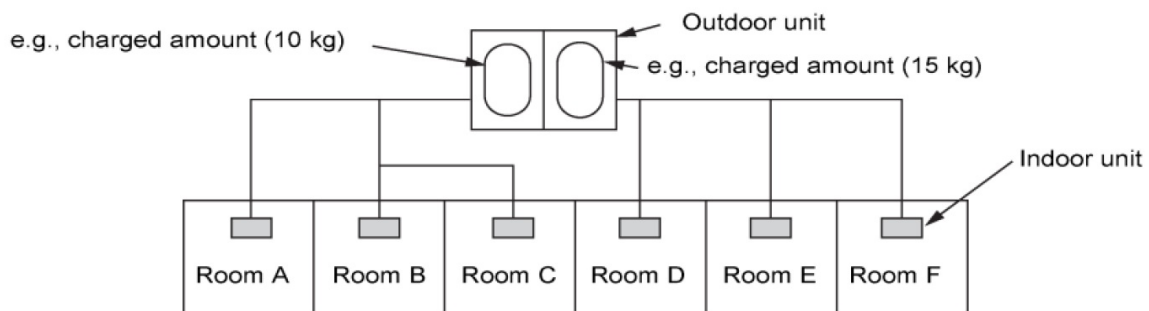 Outdoor unit
e.g., charged amount (10 kg)
e.g., charged amount (15 kg)
Indoor unit
Room A
Room B
Room C
Room D
Room E
Room F